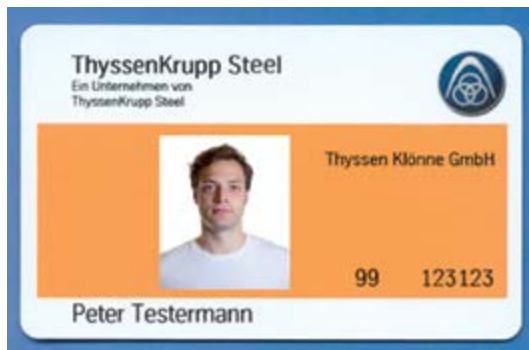 ThyssenKrupp Steel
Ein Unternehmen von
ThyssenKrupp Steel
Thyssen Klönne GmbH
99 123123
Peter Testermann